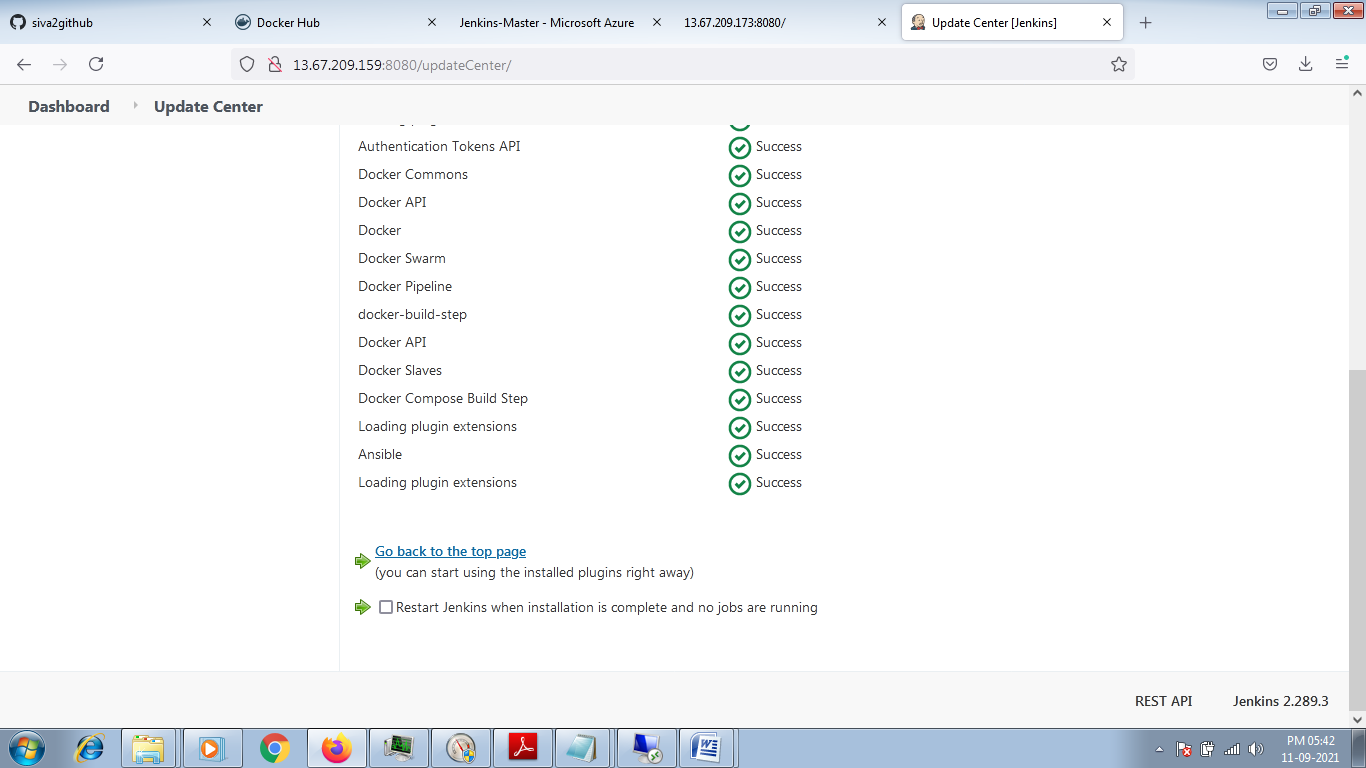 siva2github
Docker Hub
Jenkins-Master - Microsoft Azure
13.67.209.173:8080/
Update Center [Jenkins]
13.67.209.159:8080/updateCenter/
Dashboard
Update Center
Authentication Tokens API Success
Docker Commons Success
Docker API Success
Docker Success
Docker Swarm Success
Docker Pipeline Success
docker-build-step Success
Docker API Success
Docker Slaves Success
Docker Compose Build Step Success
Loading plugin extensions Success
Ansible Success
Loading plugin extensions Success
Go back to the top page
(you can start using the installed plugins right away)
Restart Jenkins when installation is complete and no jobs are running
REST API Jenkins 2.289.3
PM 05:42
11-09-2021